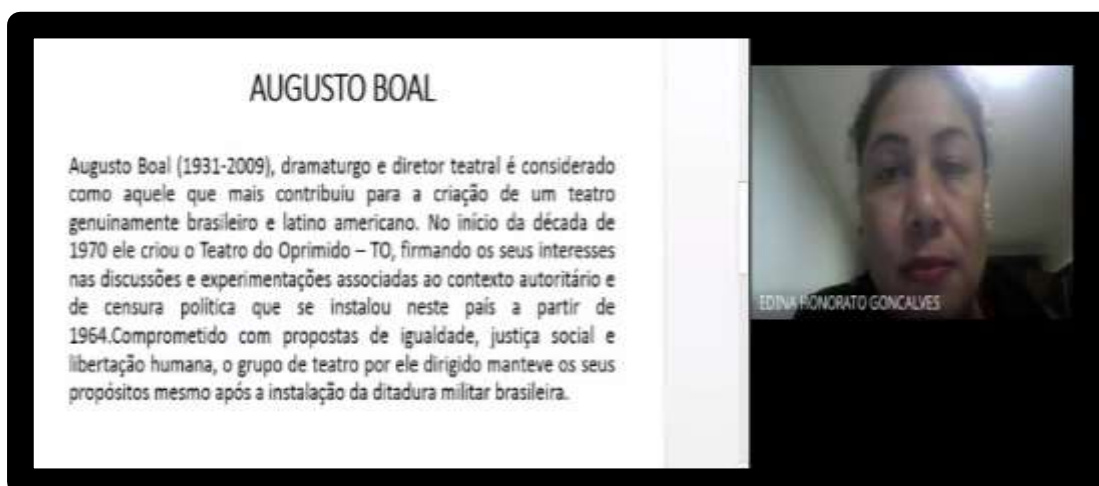 AUGUSTO BOAL
Augusto Boal (1931-2009), dramaturgo e diretor teatral é considerado
como aquele que mais contribuiu para a criação de um teatro
genuinamente brasileiro e latino americano. No início da década de
1970 ele criou o Teatro do Oprimido – TO, firmando os seus interesses
nas discussões e experimentações associadas ao contexto autoritário e
de censura política que se instalou neste país a partir de
1964.Comprometido com propostas de igualdade, justiça social e
libertação humana, o grupo de teatro por ele dirigido manteve os seus
propósitos mesmo após a instalação da ditadura militar brasileira.
EDINA HONORATO GONCALVES